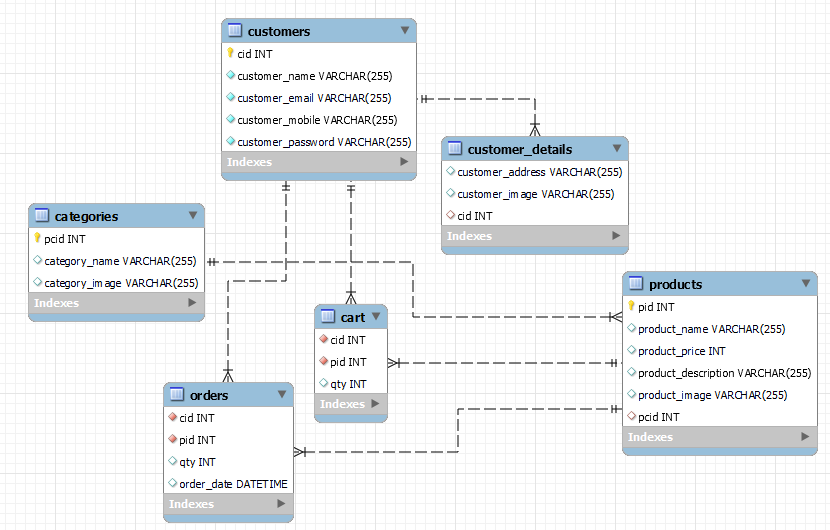 customers
cid INT
customer_name VARCHAR(255)
customer_email VARCHAR(255)
customer_mobile VARCHAR(255)
customer_password VARCHAR(255)
Indexes
customer_details
customer_address VARCHAR(255)
customer_image VARCHAR(255)
cid INT
Indexes
categories
pcid INT
category_name VARCHAR(255)
category_image VARCHAR(255)
Indexes
products
pid INT
product_name VARCHAR(255)
product_price INT
product_description VARCHAR(255)
product_image VARCHAR(255)
pcid INT
Indexes
cart
cid INT
pid INT
qty INT
Indexes
orders
cid INT
pid INT
qty INT
order_date DATETIME
Indexes